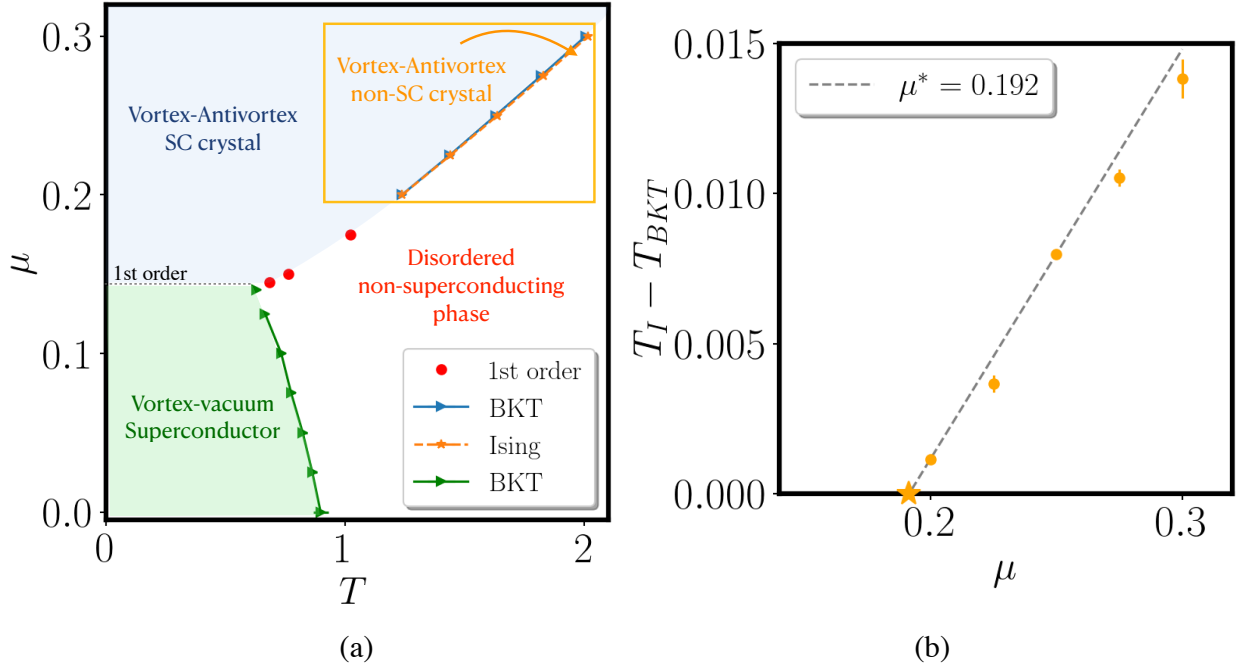 0.3
0.2
0.1
0.0
μ
0
1
2
T
Vortex-Antivortex
non-SC crystal
Vortex-Antivortex
SC crystal
1st order
Disordered
non-superconducting
phase
Vortex-vacuum
Superconductor
1st order
BKT
Ising
BKT
(a)
0.015
0.010
0.005
0.000
T_I − T_{BKT}
μ* = 0.192
0.2
0.3
μ
(b)